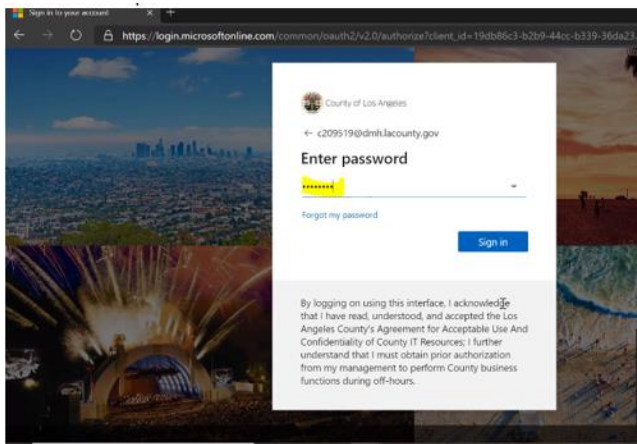 Sign in to your account
https://login.microsoftonline.com/common/oauth2/v2.0/authorize?client_id=19db86c3-b2b9-44cc-b339-36da23
County of Los Angeles
← c209519@dmh.lacounty.gov
Enter password
••••••••
Forgot my password
Sign in
By logging on using this interface, I acknowledge
that I have read, understood, and accepted the Los
Angeles County's Agreement for Acceptable Use And
Confidentiality of County IT Resources; I further
understand that I must obtain prior authorization
from my management to perform County business
functions during off-hours.